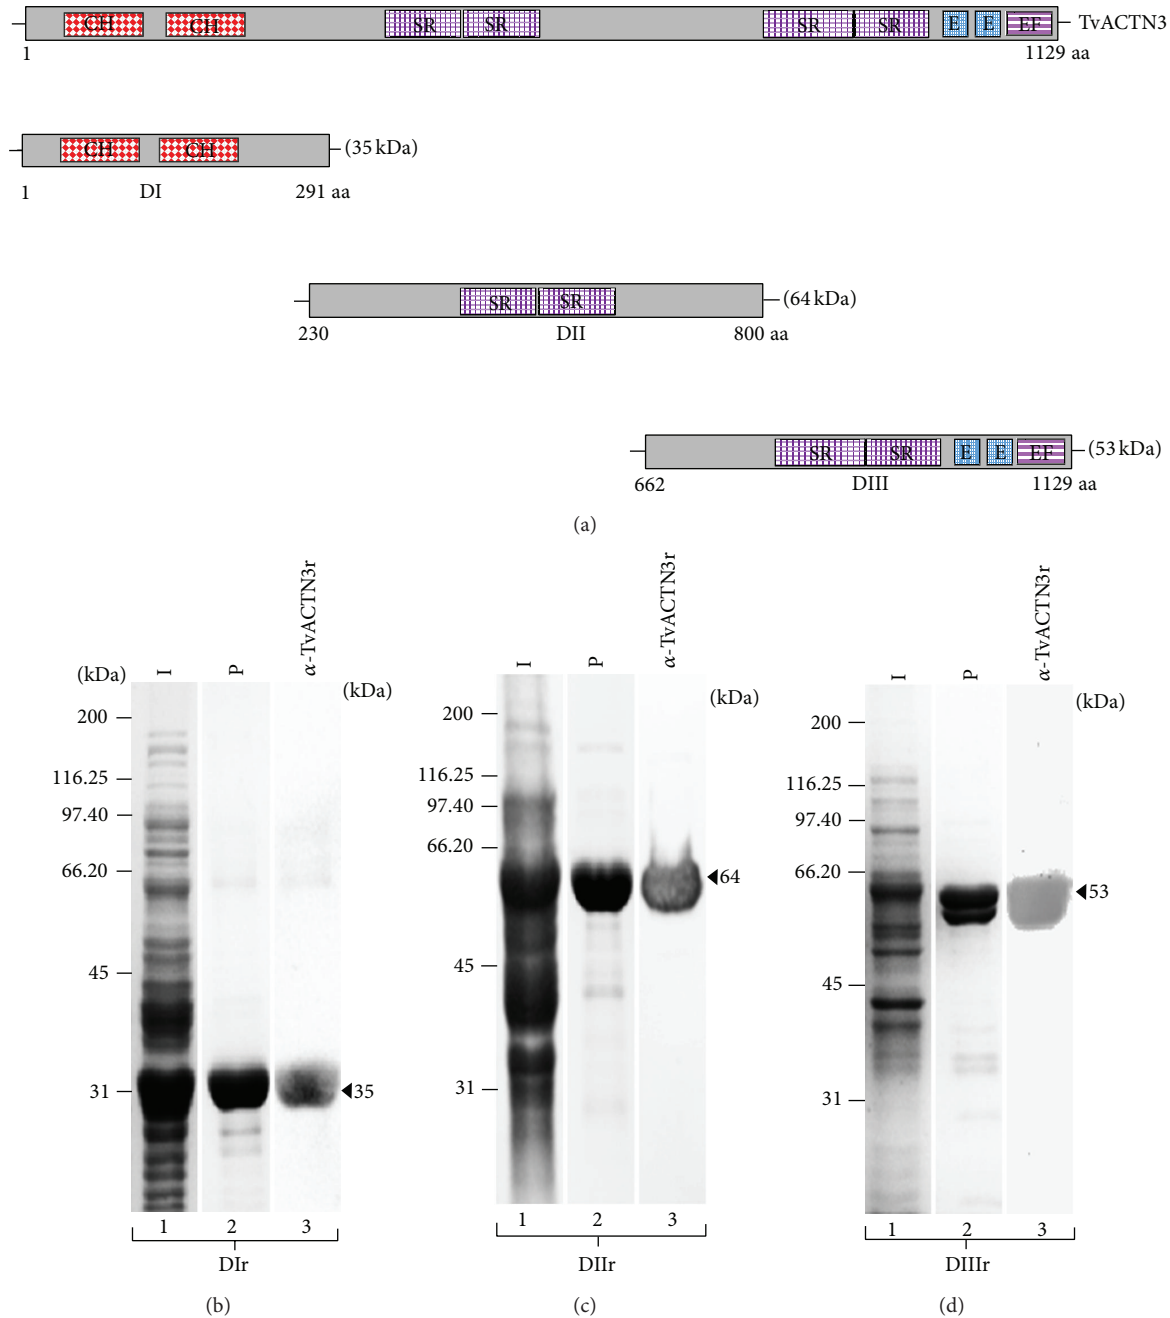 CH CH SR SR SR SR E E EF TvACTN3
1 1129 aa
CH CH (35 kDa)
1 DI 291 aa
SR SR (64 kDa)
230 DII 800 aa
SR SR E E EF (53 kDa)
662 DIII 1129 aa
(a)
(kDa) I P α-TvACTN3r
200
116.25
97.40
66.20
45
31
35
1 2 3
DIr
(b)
(kDa) I P α-TvACTN3r
200
116.25
97.40
66.20
64
45
31
1 2 3
DIIr
(c)
(kDa) I P α-TvACTN3r
(kDa)
200
116.25
97.40
66.20
53
45
31
1 2 3
DIIIr
(d)